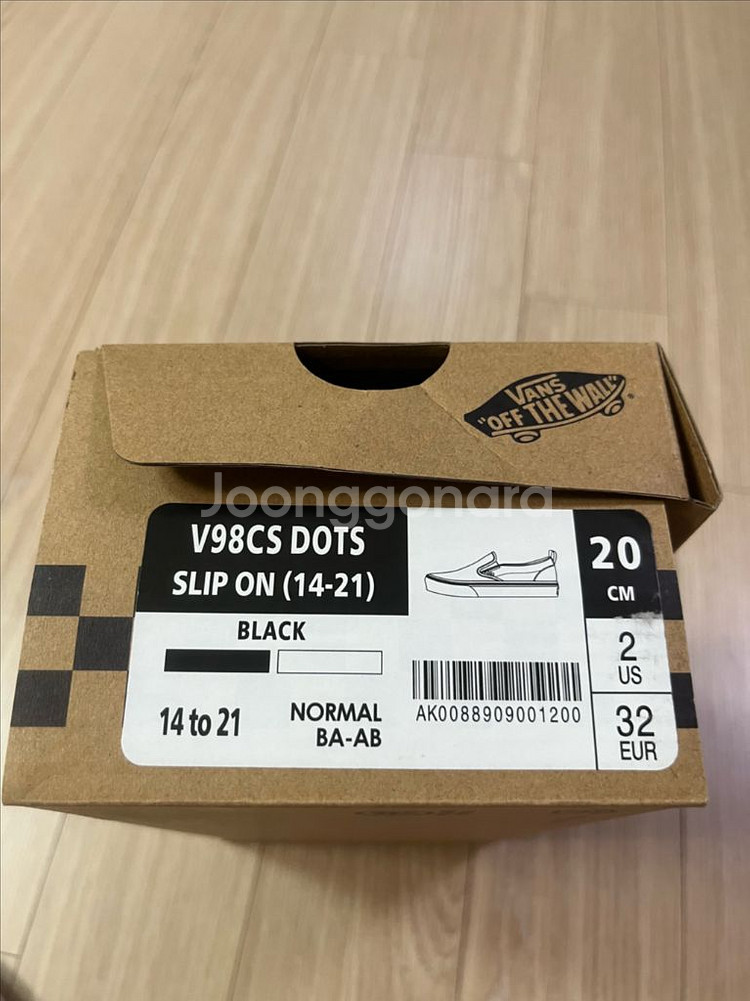 VANS
"OFF THE WALL"
Joonggonara
V98CS DOTS
SLIP ON (14-21)
20
CM
BLACK
2
US
14 to 21
NORMAL
BA-AB
AK0088909001200
32
EUR